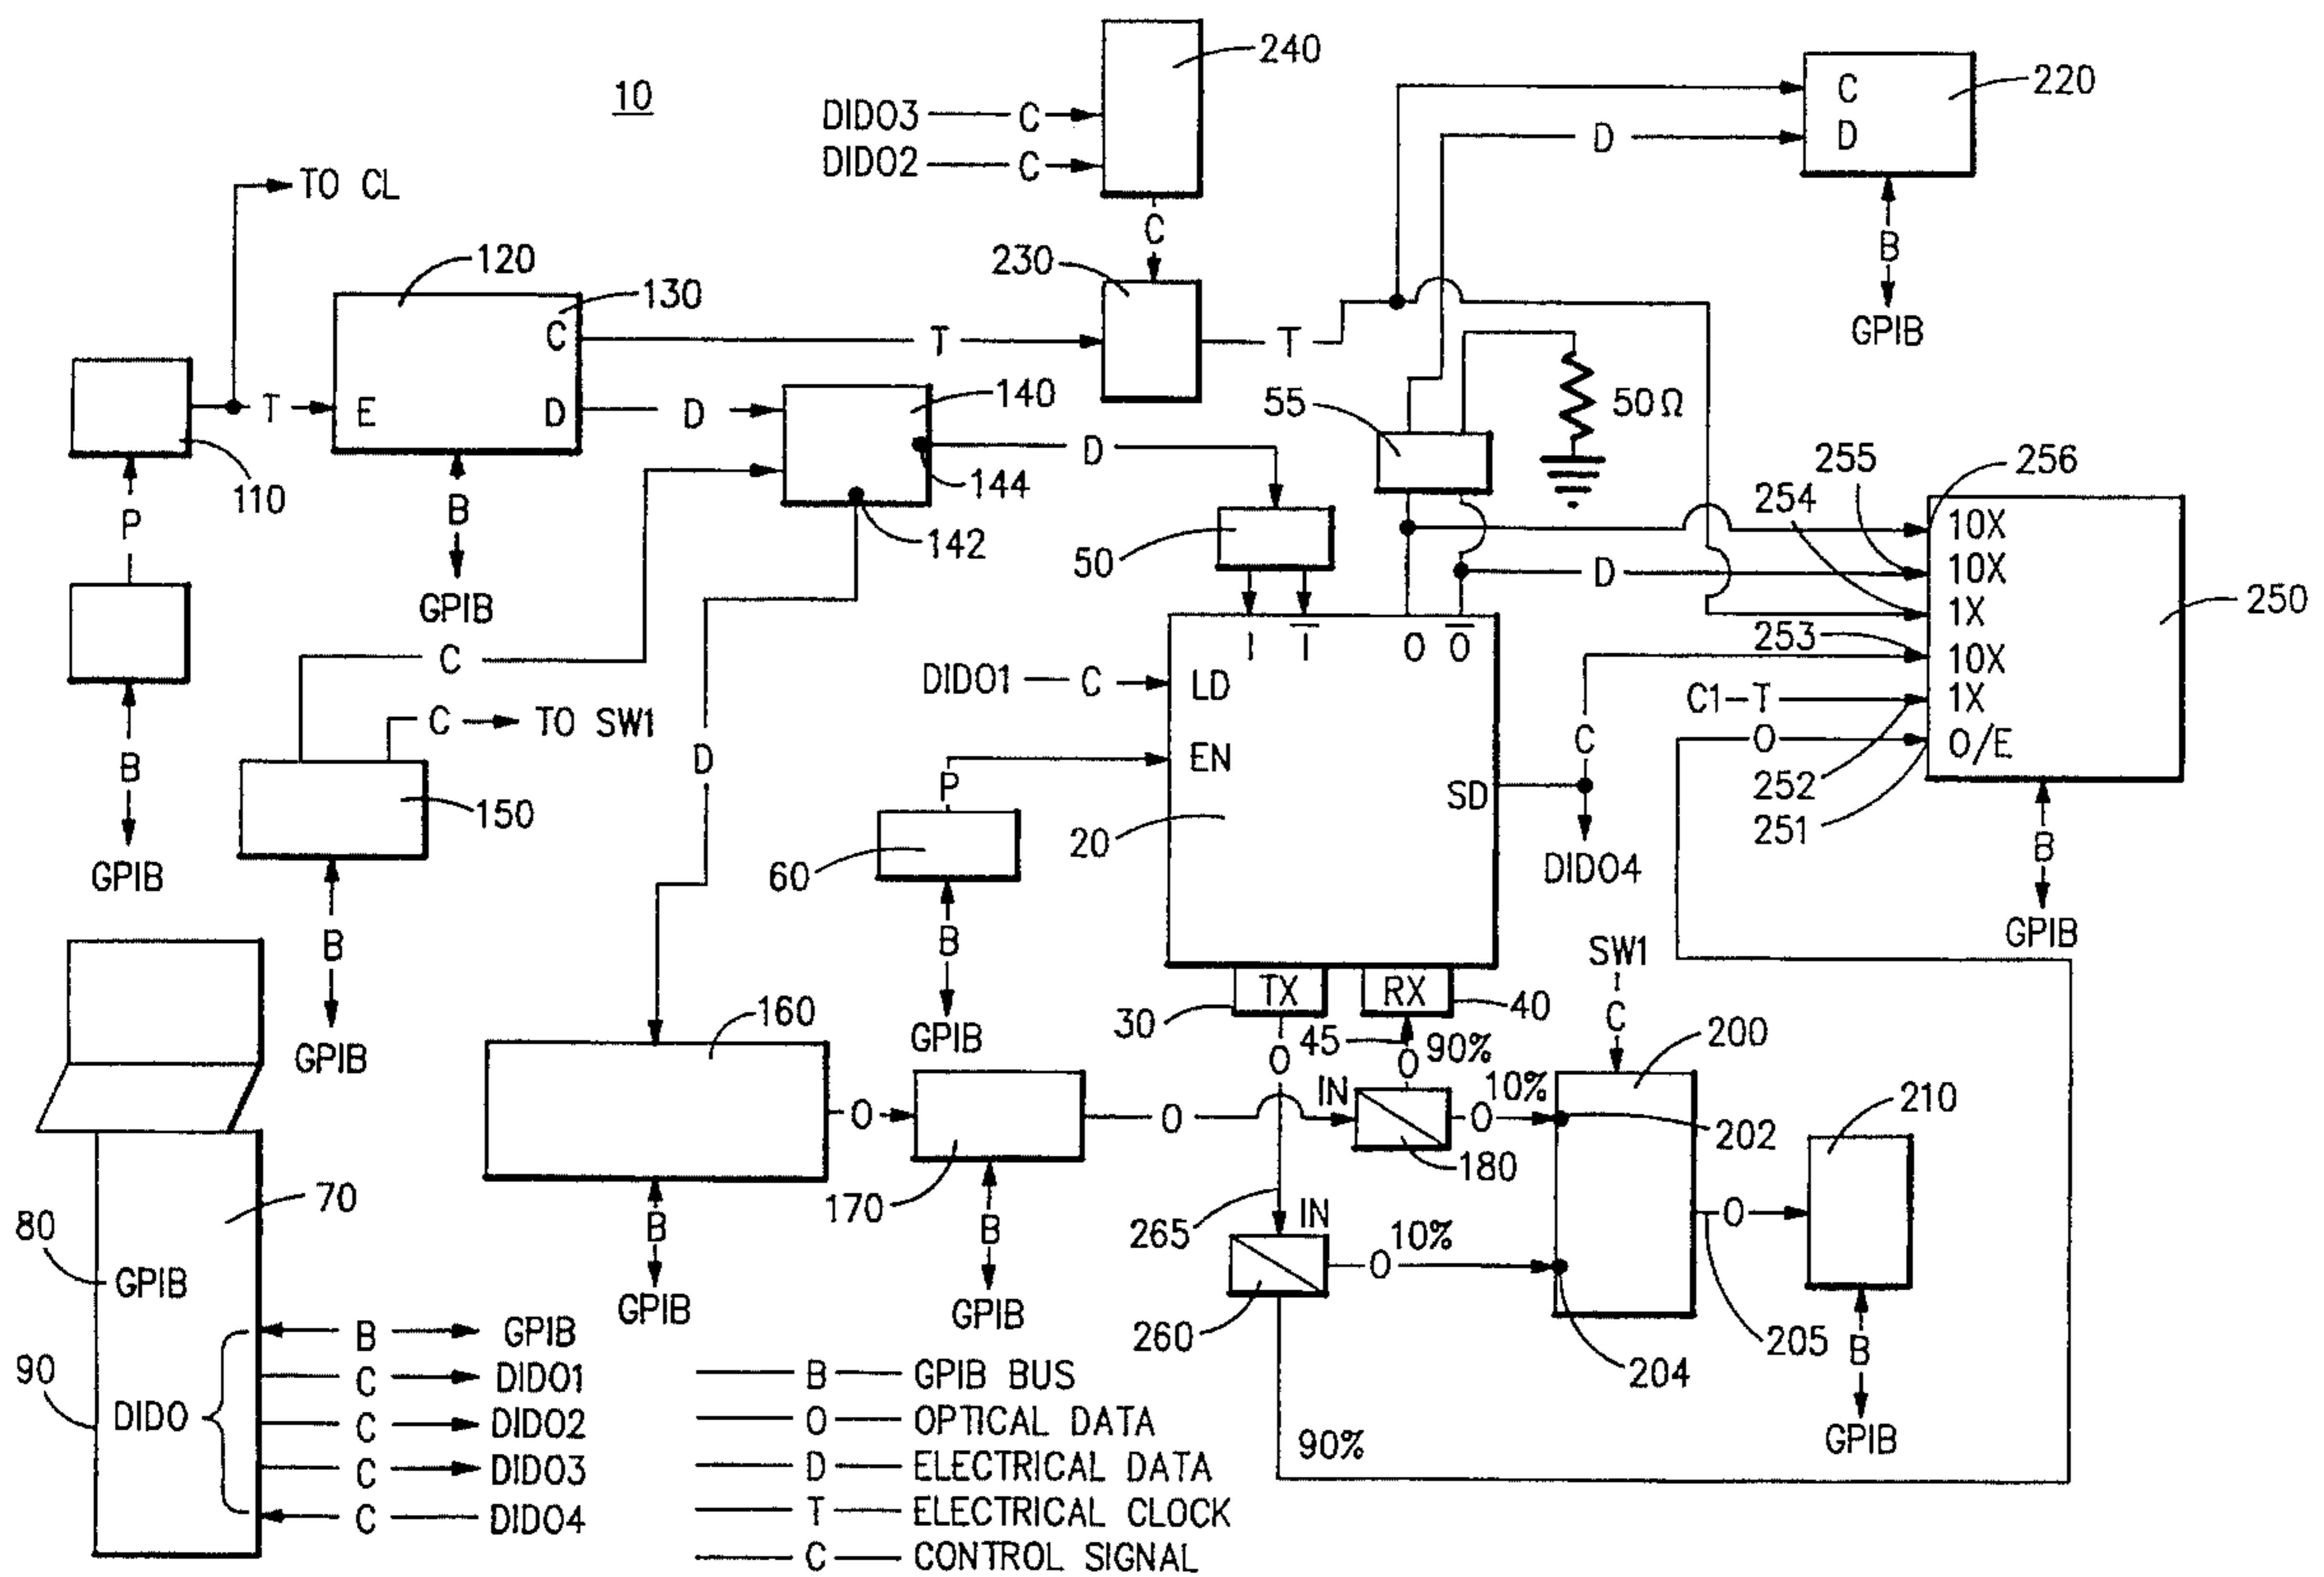 10
240
DIDO3 C
DIDO2 C
C
220
C
D D
B
GPIB
TO CL
120
130
C T
230
T
T E D D
110
140
144
142
D
55
50Ω
P
B
GPIB
B
GPIB
C
C TO SW1
150
B
GPIB
50
D
256
255
254
253
252
251
10X
10X
1X
10X
1X
O/E
250
D
C1-T
O
B
GPIB
I I O O
DIDO1 C LD
EN
P
60
20
SD
C
DIDO4
B
GPIB
D
TX RX
30 40
O 45 O 90%
160
O
170
O
IN
180
10%
O
SW1
C
200
202
210
B
GPIB
B
GPIB
265
IN
260
10%
O
204
O
205
B
GPIB
90%
70
80
GPIB
90
DIDO
B GPIB
C DIDO1
C DIDO2
C DIDO3
C DIDO4
B GPIB BUS
O OPTICAL DATA
D ELECTRICAL DATA
T ELECTRICAL CLOCK
C CONTROL SIGNAL